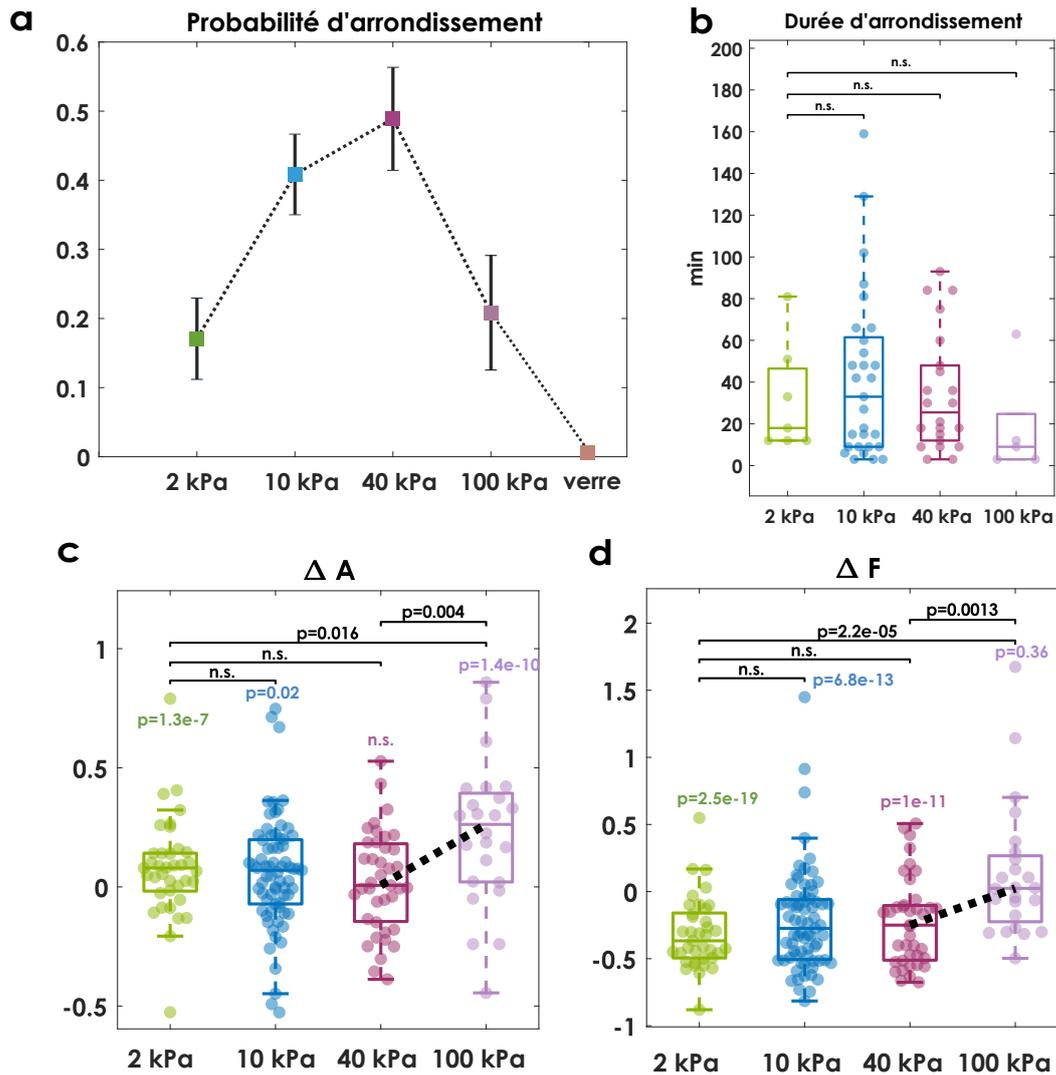 a
Probabilité d'arrondissement
0.6
0.5
0.4
0.3
0.2
0.1
0
2 kPa 10 kPa 40 kPa 100 kPa verre
b
Durée d'arrondissement
min
200
180
160
140
120
100
80
60
40
20
0
n.s.
n.s.
n.s.
2 kPa 10 kPa 40 kPa 100 kPa
c
Δ A
1
0.5
0
-0.5
p=0.004
p=0.016
n.s.
n.s.
p=1.3e-7
p=0.02
n.s.
p=1.4e-10
2 kPa 10 kPa 40 kPa 100 kPa
d
Δ F
2
1.5
1
0.5
0
-0.5
-1
p=0.0013
p=2.2e-05
n.s.
n.s.
p=2.5e-19
p=6.8e-13
p=1e-11
p=0.36
2 kPa 10 kPa 40 kPa 100 kPa